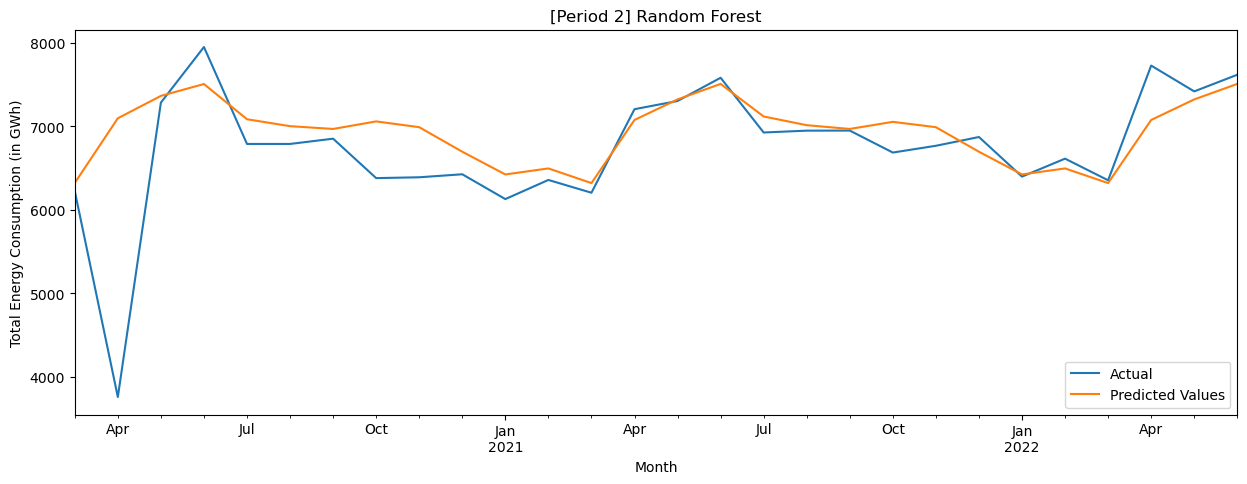 [Period 2] Random Forest
Total Energy Consumption (in GWh)
8000
7000
6000
5000
4000
Actual
Predicted Values
Apr
Jul
Oct
Jan
2021
Apr
Jul
Oct
Jan
2022
Apr
Month